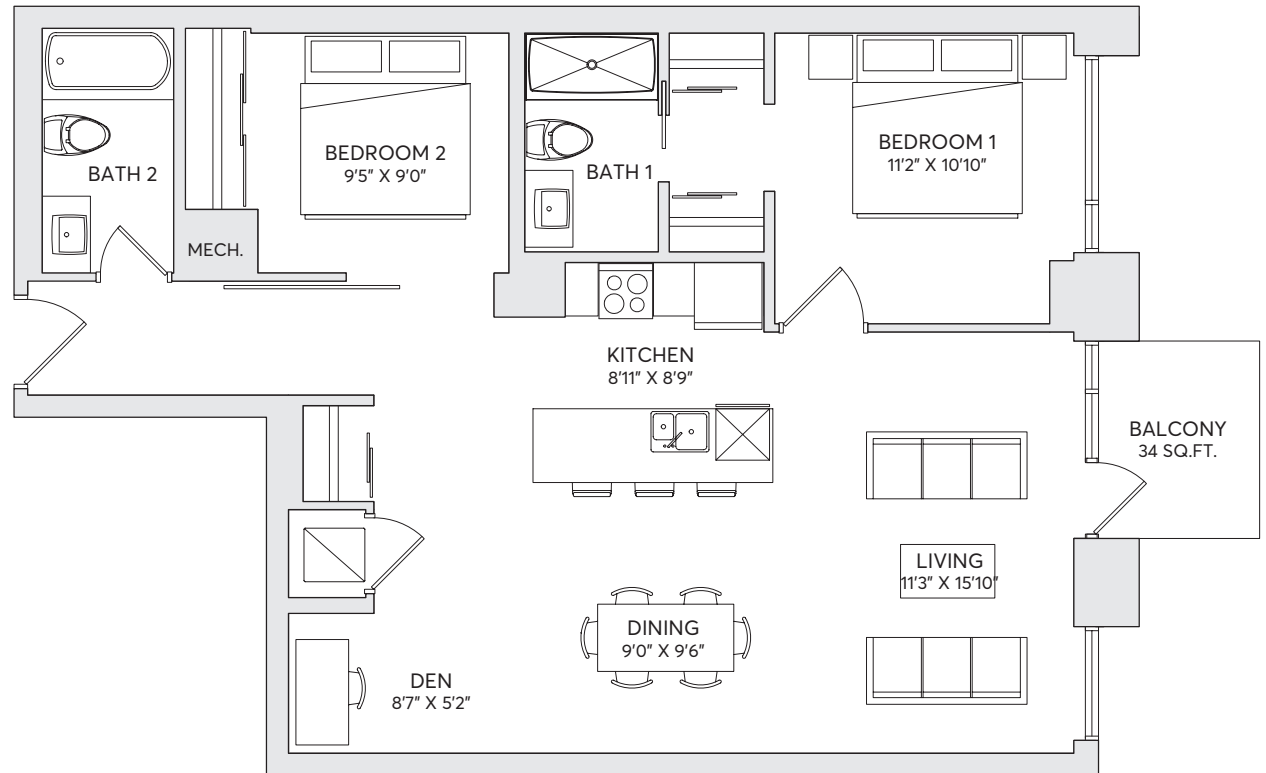 BATH 2
BEDROOM 2
9'5" X 9'0"
MECH.
BATH 1
BEDROOM 1
11'2" X 10'10"
KITCHEN
8'11" X 8'9"
BALCONY
34 SQ.FT.
LIVING
11'3" X 15'10"
DINING
9'0" X 9'6"
DEN
8'7" X 5'2"